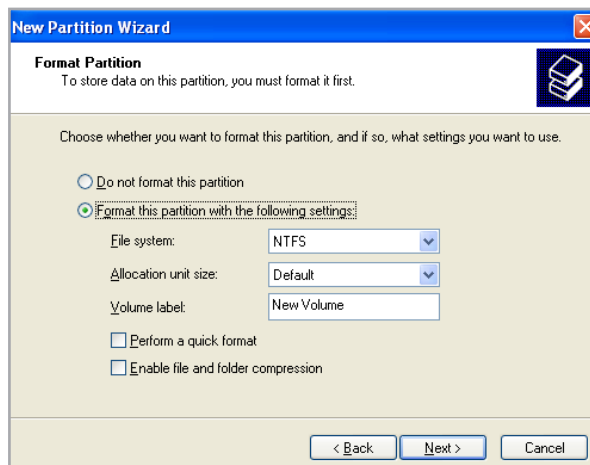 New Partition Wizard
Format Partition
To store data on this partition, you must format it first.
Choose whether you want to format this partition, and if so, what settings you want to use.
Do not format this partition
Format this partition with the following settings:
File system: NTFS
Allocation unit size: Default
Volume label: New Volume
Perform a quick format
Enable file and folder compression
< Back Next > Cancel